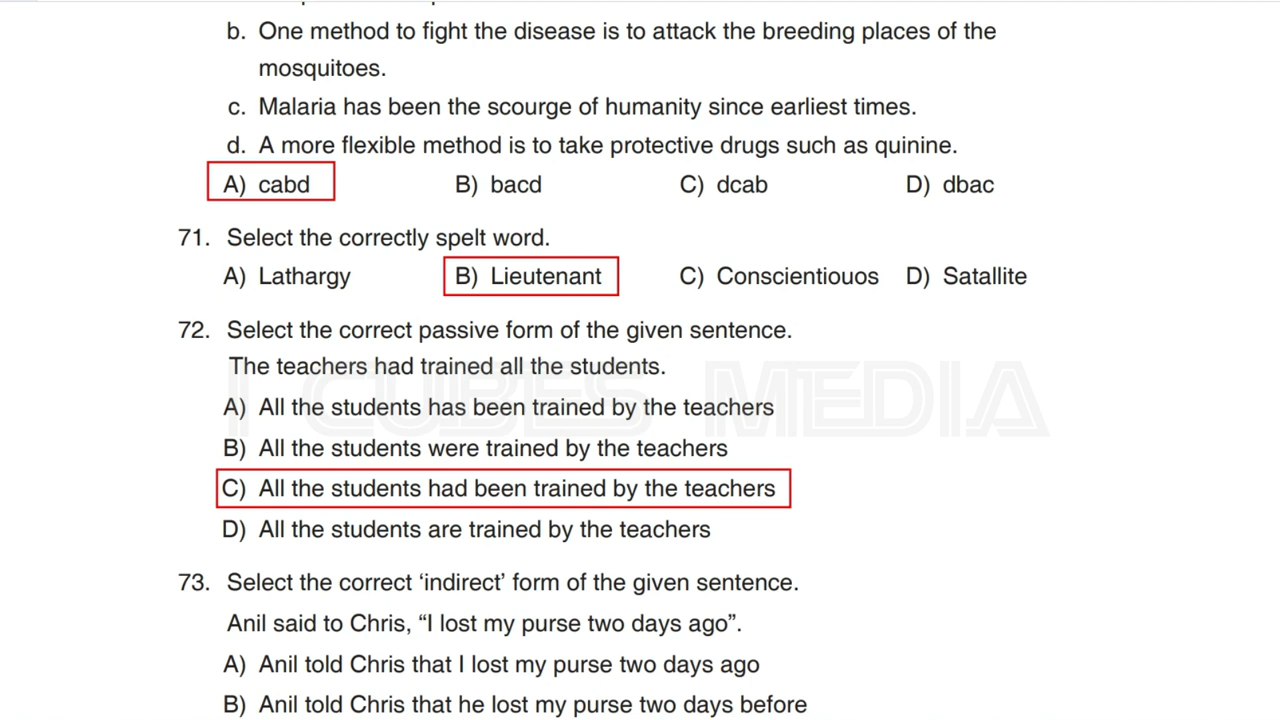 b. One method to fight the disease is to attack the breeding places of the
mosquitoes.
c. Malaria has been the scourge of humanity since earliest times.
d. A more flexible method is to take protective drugs such as quinine.
A) cabd B) bacd C) dcab D) dbac
71. Select the correctly spelt word.
A) Lathargy B) Lieutenant C) Conscientiouos D) Satallite
72. Select the correct passive form of the given sentence.
The teachers had trained all the students.
I CUBES MEDIA
A) All the students has been trained by the teachers
B) All the students were trained by the teachers
C) All the students had been trained by the teachers
D) All the students are trained by the teachers
73. Select the correct ‘indirect’ form of the given sentence.
Anil said to Chris, “I lost my purse two days ago”.
A) Anil told Chris that I lost my purse two days ago
B) Anil told Chris that he lost my purse two days before